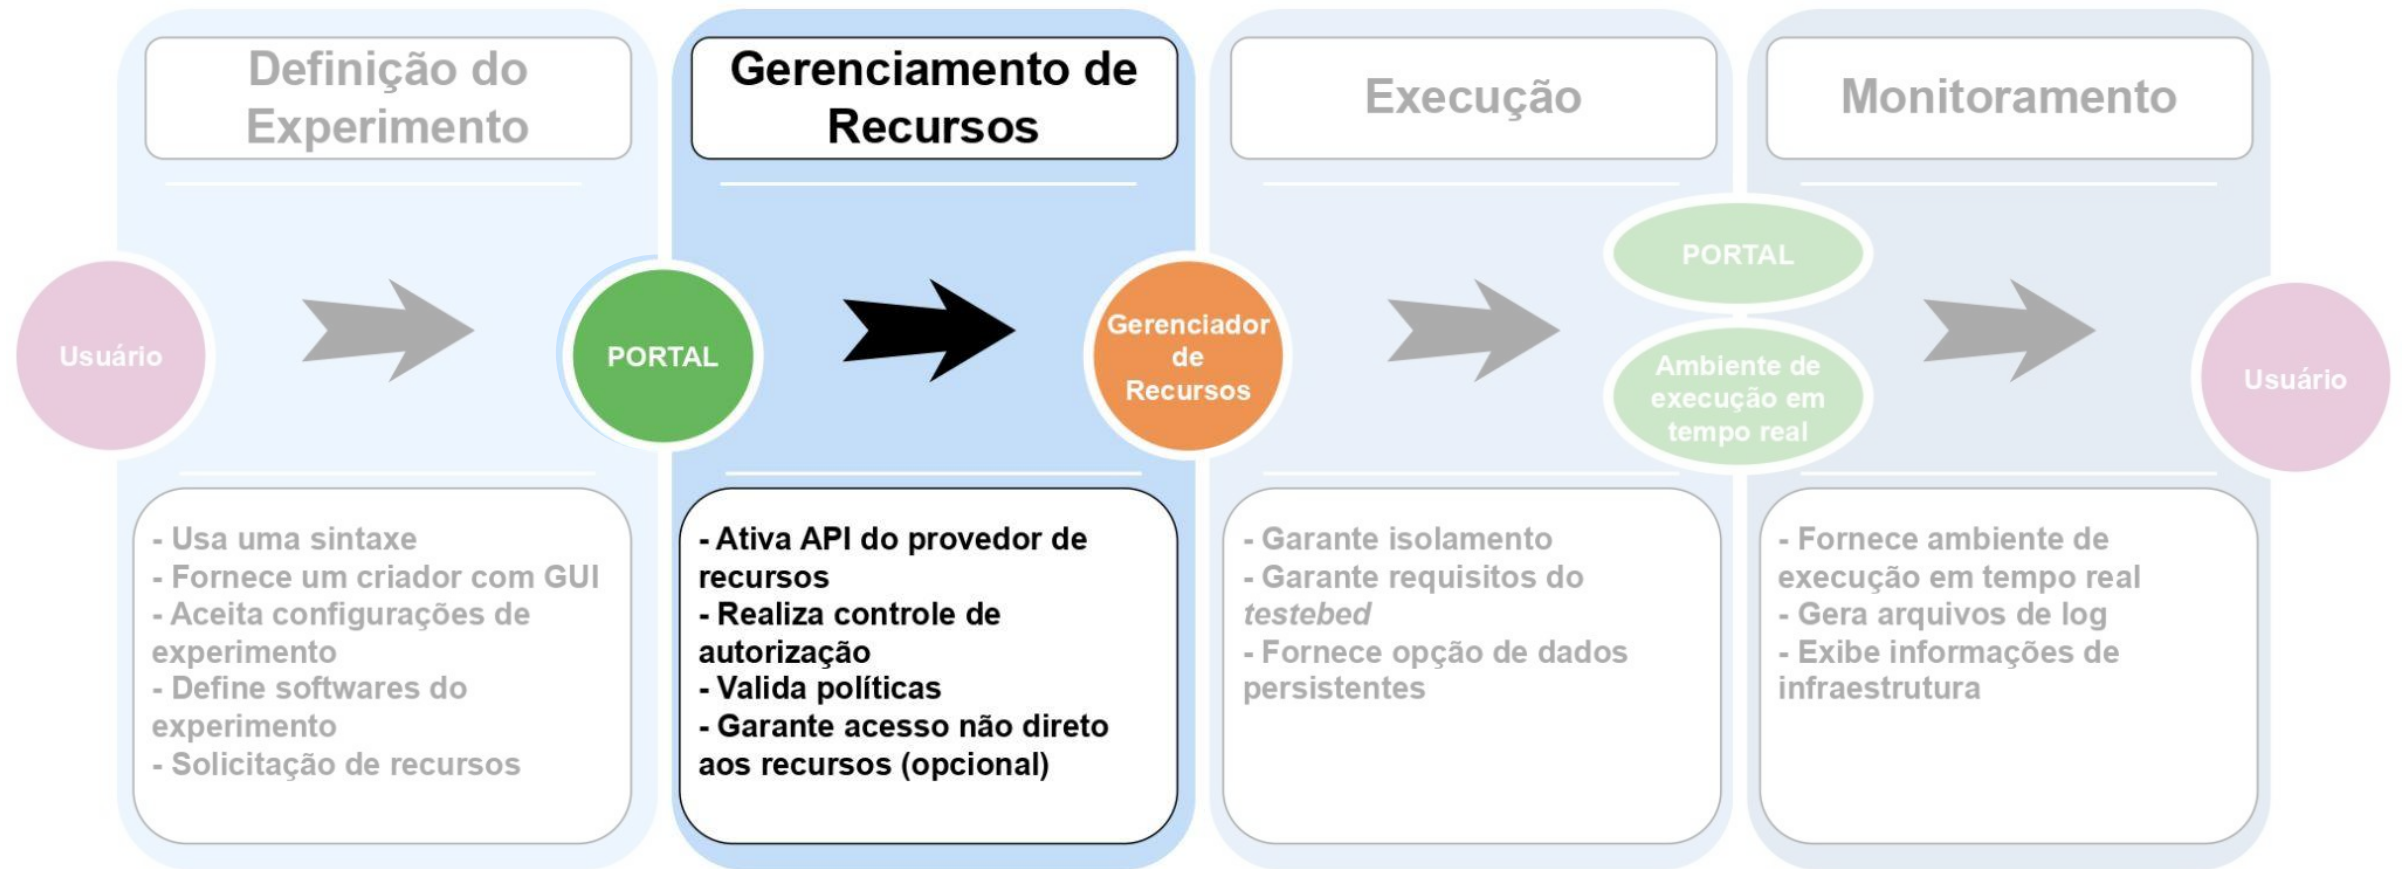 Definição do
Experimento
Gerenciamento de
Recursos
Execução
Monitoramento
Usuário
PORTAL
Gerenciador
de
Recursos
PORTAL
Ambiente de
execução em
tempo real
Usuário
- Usa uma sintaxe
- Fornece um criador com GUI
- Aceita configurações de
experimento
- Define softwares do
experimento
- Solicitação de recursos
- Ativa API do provedor de
recursos
- Realiza controle de
autorização
- Valida políticas
- Garante acesso não direto
aos recursos (opcional)
- Garante isolamento
- Garante requisitos do
testebed
- Fornece opção de dados
persistentes
- Fornece ambiente de
execução em tempo real
- Gera arquivos de log
- Exibe informações de
infraestrutura